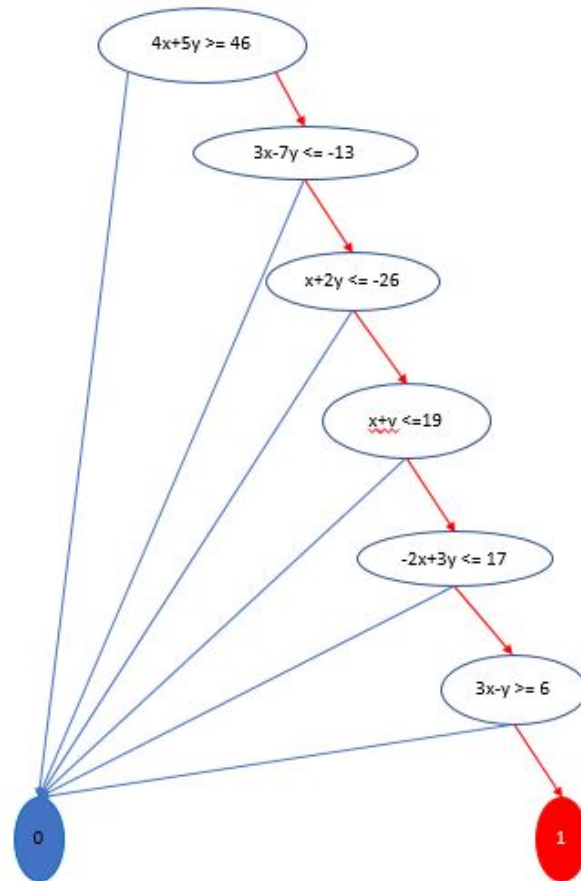 4x+5y >= 46
3x-7y <= -13
x+2y <= -26
x+y <=19
-2x+3y <= 17
3x-y >= 6
0
1